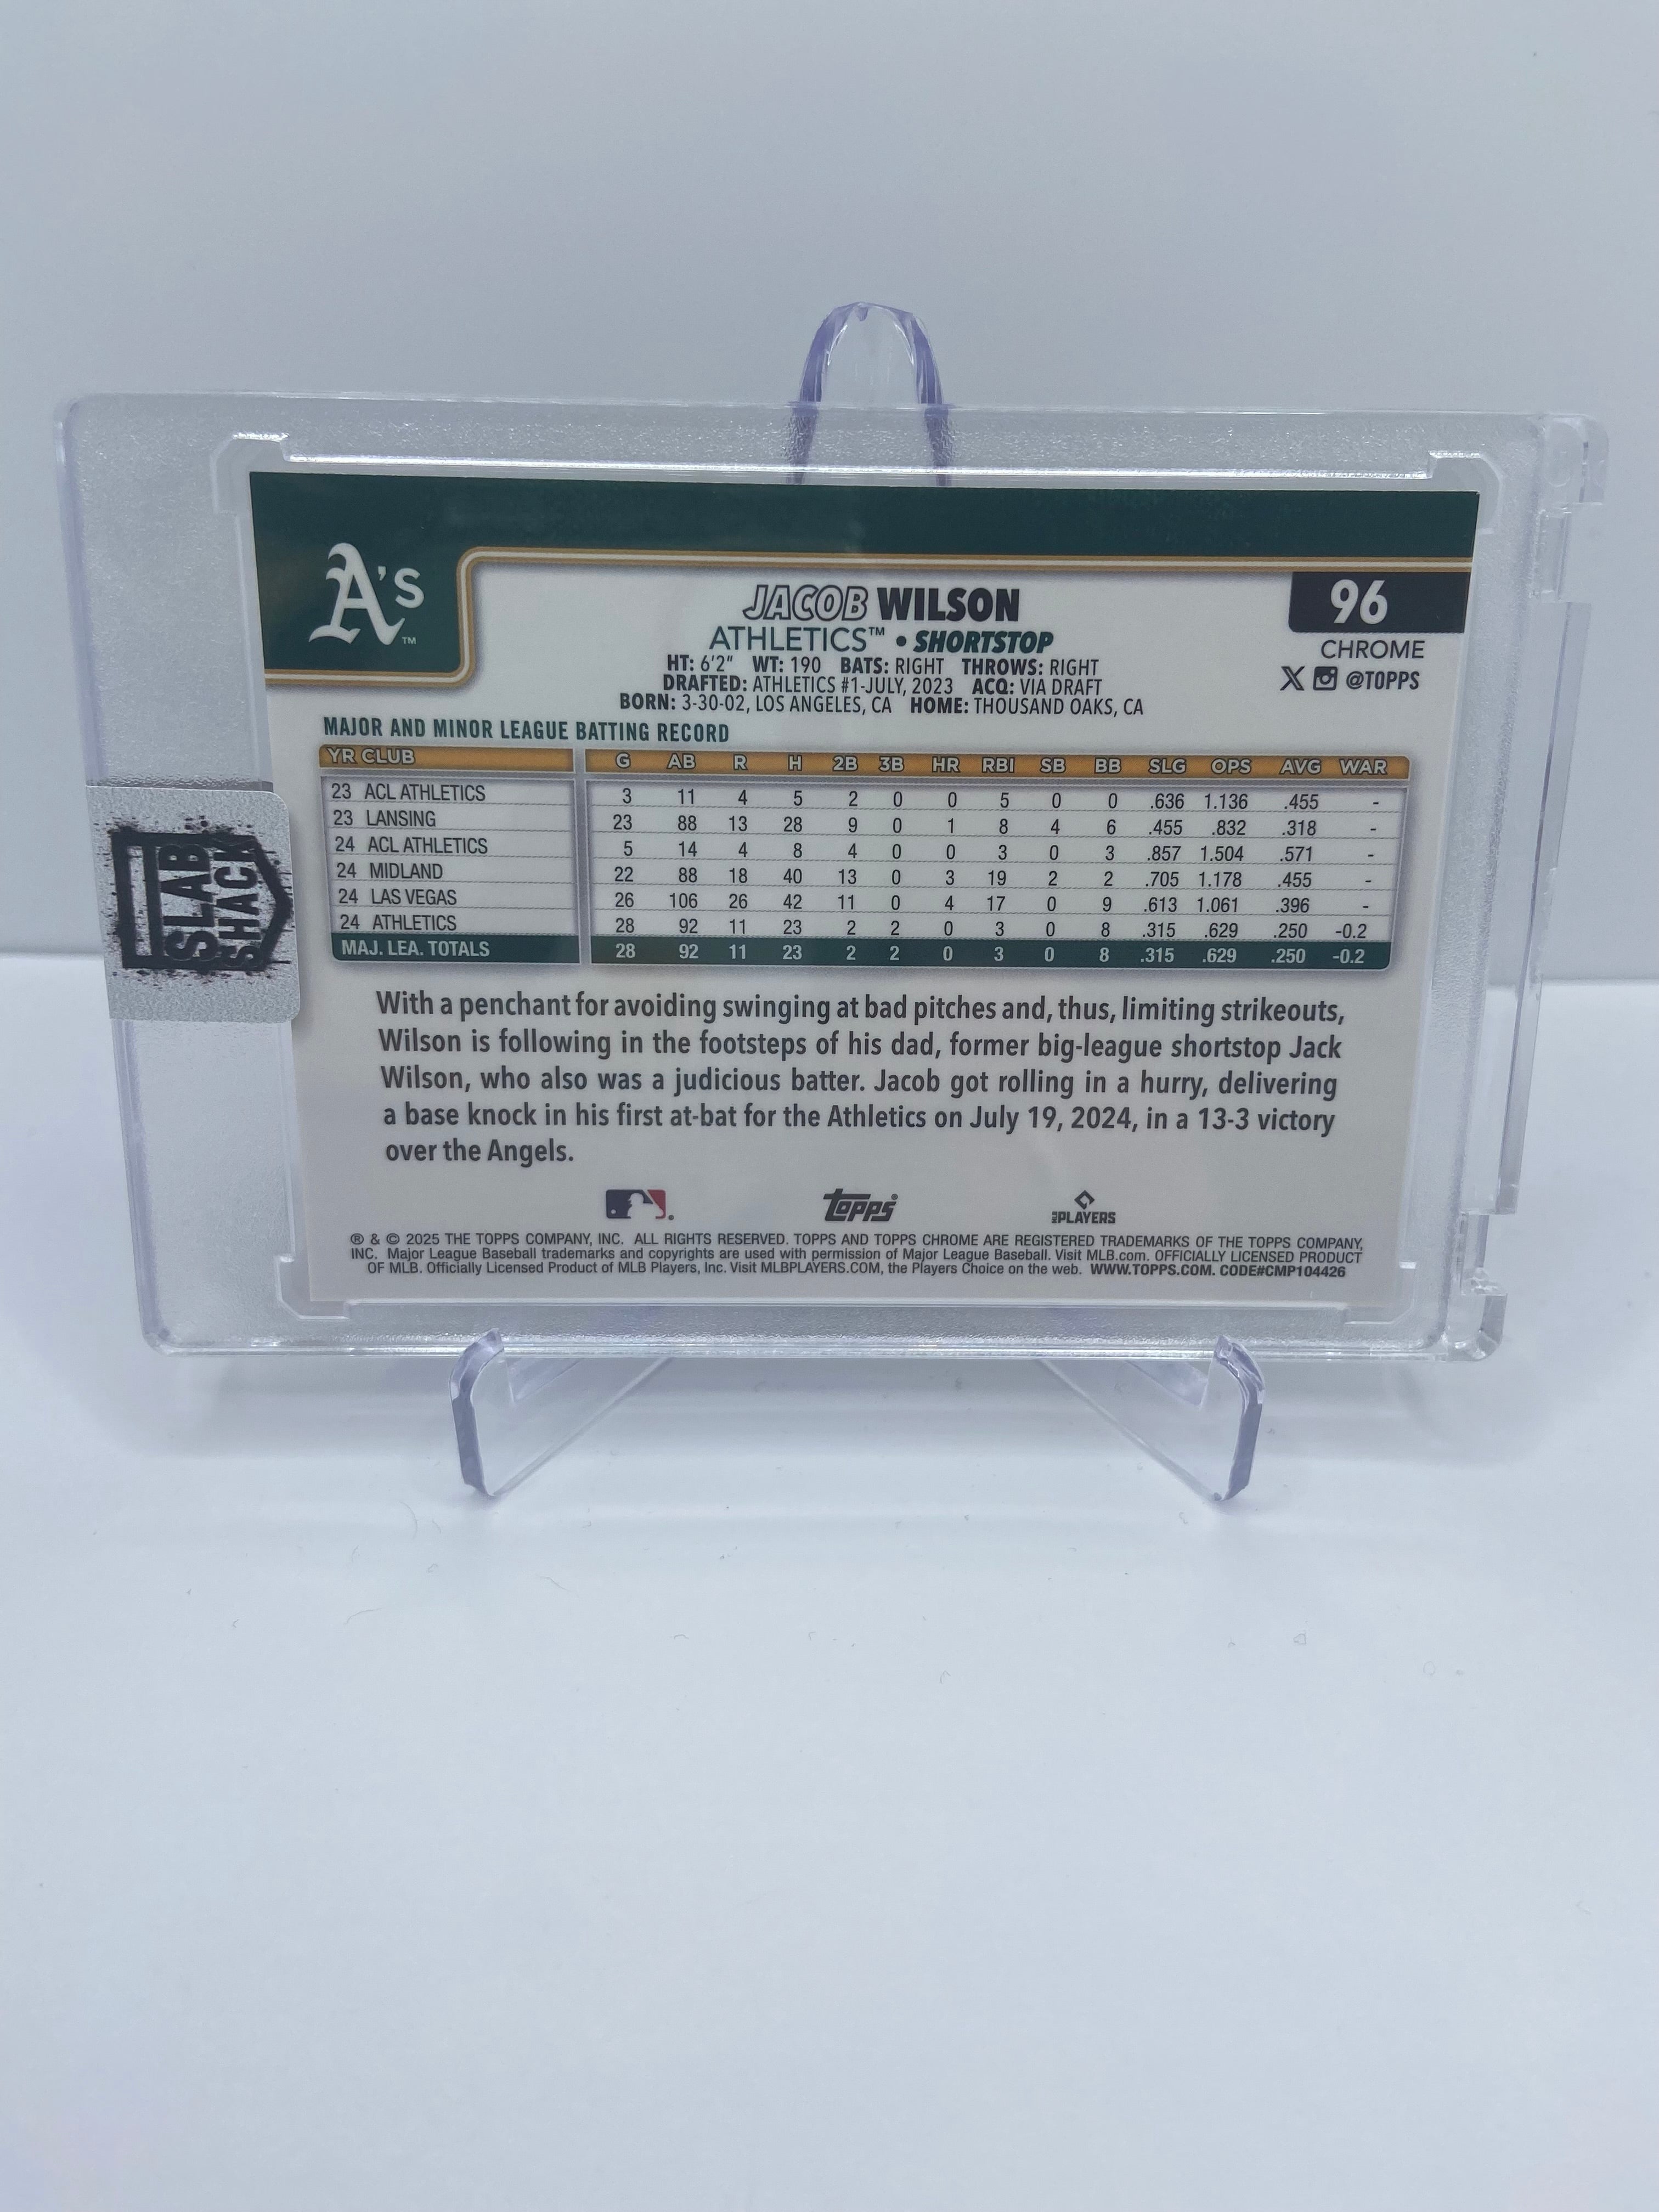 A's™
JACOB WILSON
96
ATHLETICS™ • SHORTSTOP
CHROME
HT: 6'2" WT: 190 BATS: RIGHT THROWS: RIGHT
@TOPPS
DRAFTED: ATHLETICS #1-JULY, 2023 ACQ: VIA DRAFT
BORN: 3-30-02, LOS ANGELES, CA HOME: THOUSAND OAKS, CA
MAJOR AND MINOR LEAGUE BATTING RECORD
YR CLUB G AB R H 2B 3B HR RBI SB BB SLG OPS AVG WAR
23 ACL ATHLETICS 3 11 4 5 2 0 0 5 0 0 .636 1.136 .455 -
23 LANSING 23 88 13 28 9 0 1 8 4 6 .455 .832 .318 -
24 ACL ATHLETICS 5 14 4 8 4 0 0 3 0 3 .857 1.504 .571 -
24 MIDLAND 22 88 18 40 13 0 3 19 2 2 .705 1.178 .455 -
24 LAS VEGAS 26 106 26 42 11 0 4 17 0 9 .613 1.061 .396 -
24 ATHLETICS 28 92 11 23 2 2 0 3 0 8 .315 .629 .250 -0.2
MAJ. LEA. TOTALS 28 92 11 23 2 2 0 3 0 8 .315 .629 .250 -0.2
SLAB
SHACK
With a penchant for avoiding swinging at bad pitches and, thus, limiting strikeouts,
Wilson is following in the footsteps of his dad, former big-league shortstop Jack
Wilson, who also was a judicious batter. Jacob got rolling in a hurry, delivering
a base knock in his first at-bat for the Athletics on July 19, 2024, in a 13-3 victory
over the Angels.
topps
PLAYERS
® & © 2025 THE TOPPS COMPANY, INC. ALL RIGHTS RESERVED. TOPPS AND TOPPS CHROME ARE REGISTERED TRADEMARKS OF THE TOPPS COMPANY,
INC. Major League Baseball trademarks and copyrights are used with permission of Major League Baseball. Visit MLB.com. OFFICIALLY LICENSED PRODUCT
OF MLB. Officially Licensed Product of MLB Players, Inc. Visit MLBPLAYERS.COM, the Players Choice on the web. WWW.TOPPS.COM. CODE#CMP104426